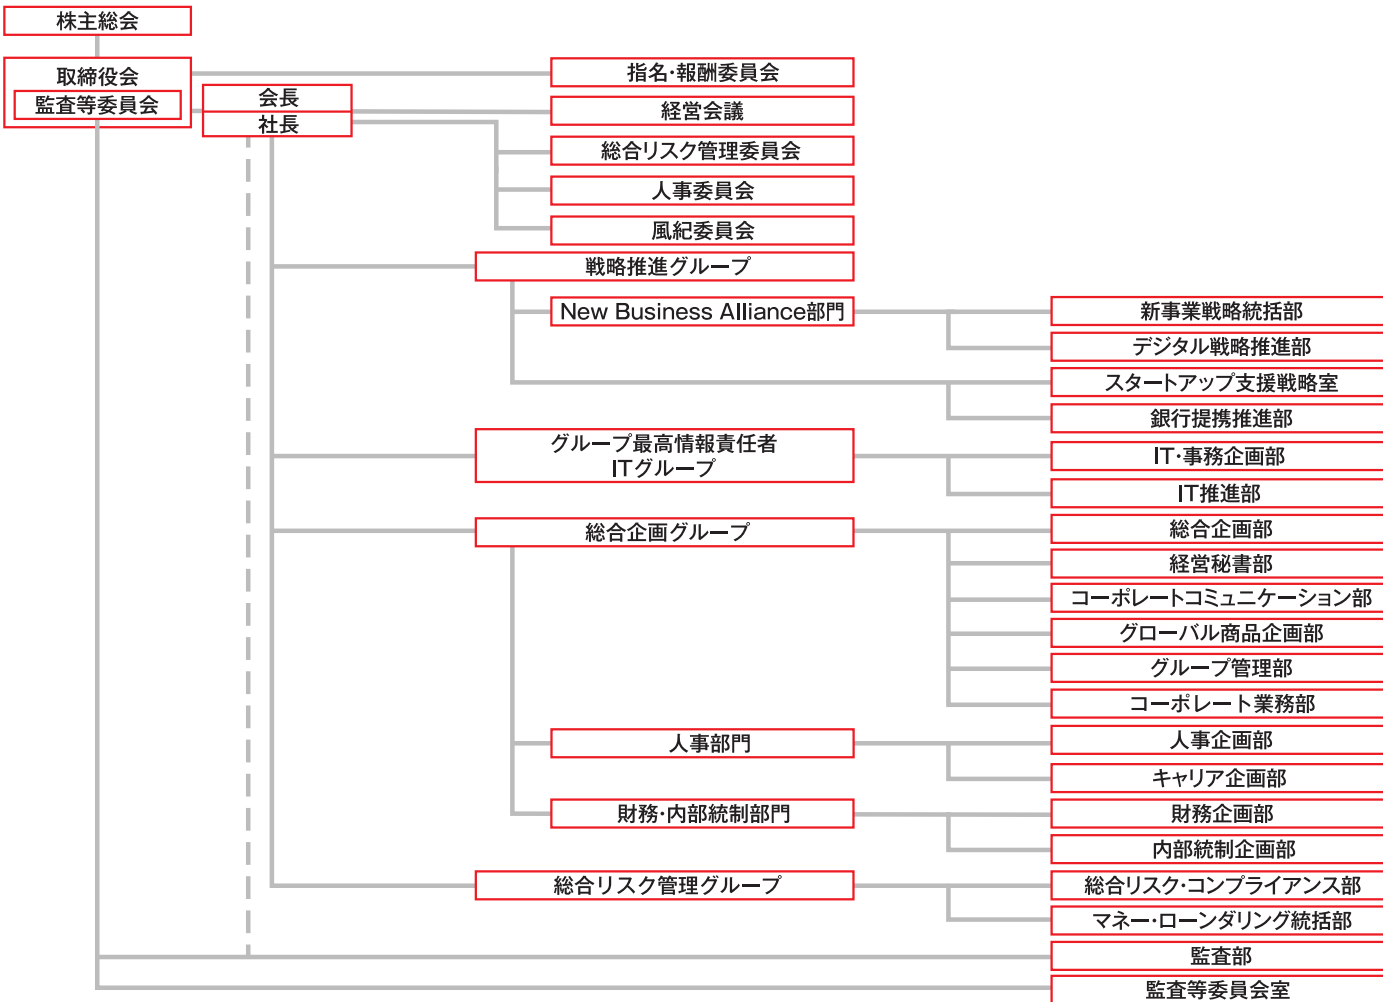 株主総会
取締役会
監査等委員会
会長
社長
指名・報酬委員会
経営会議
総合リスク管理委員会
人事委員会
風紀委員会
戦略推進グループ
New Business Alliance部門
新事業戦略統括部
デジタル戦略推進部
スタートアップ支援戦略室
銀行提携推進部
グループ最高情報責任者
ITグループ
IT・事務企画部
IT推進部
総合企画グループ
総合企画部
経営秘書部
コーポレートコミュニケーション部
グローバル商品企画部
グループ管理部
コーポレート業務部
人事部門
人事企画部
キャリア企画部
財務・内部統制部門
財務企画部
内部統制企画部
総合リスク管理グループ
総合リスク・コンプライアンス部
マネー・ローンダリング統括部
監査部
監査等委員会室